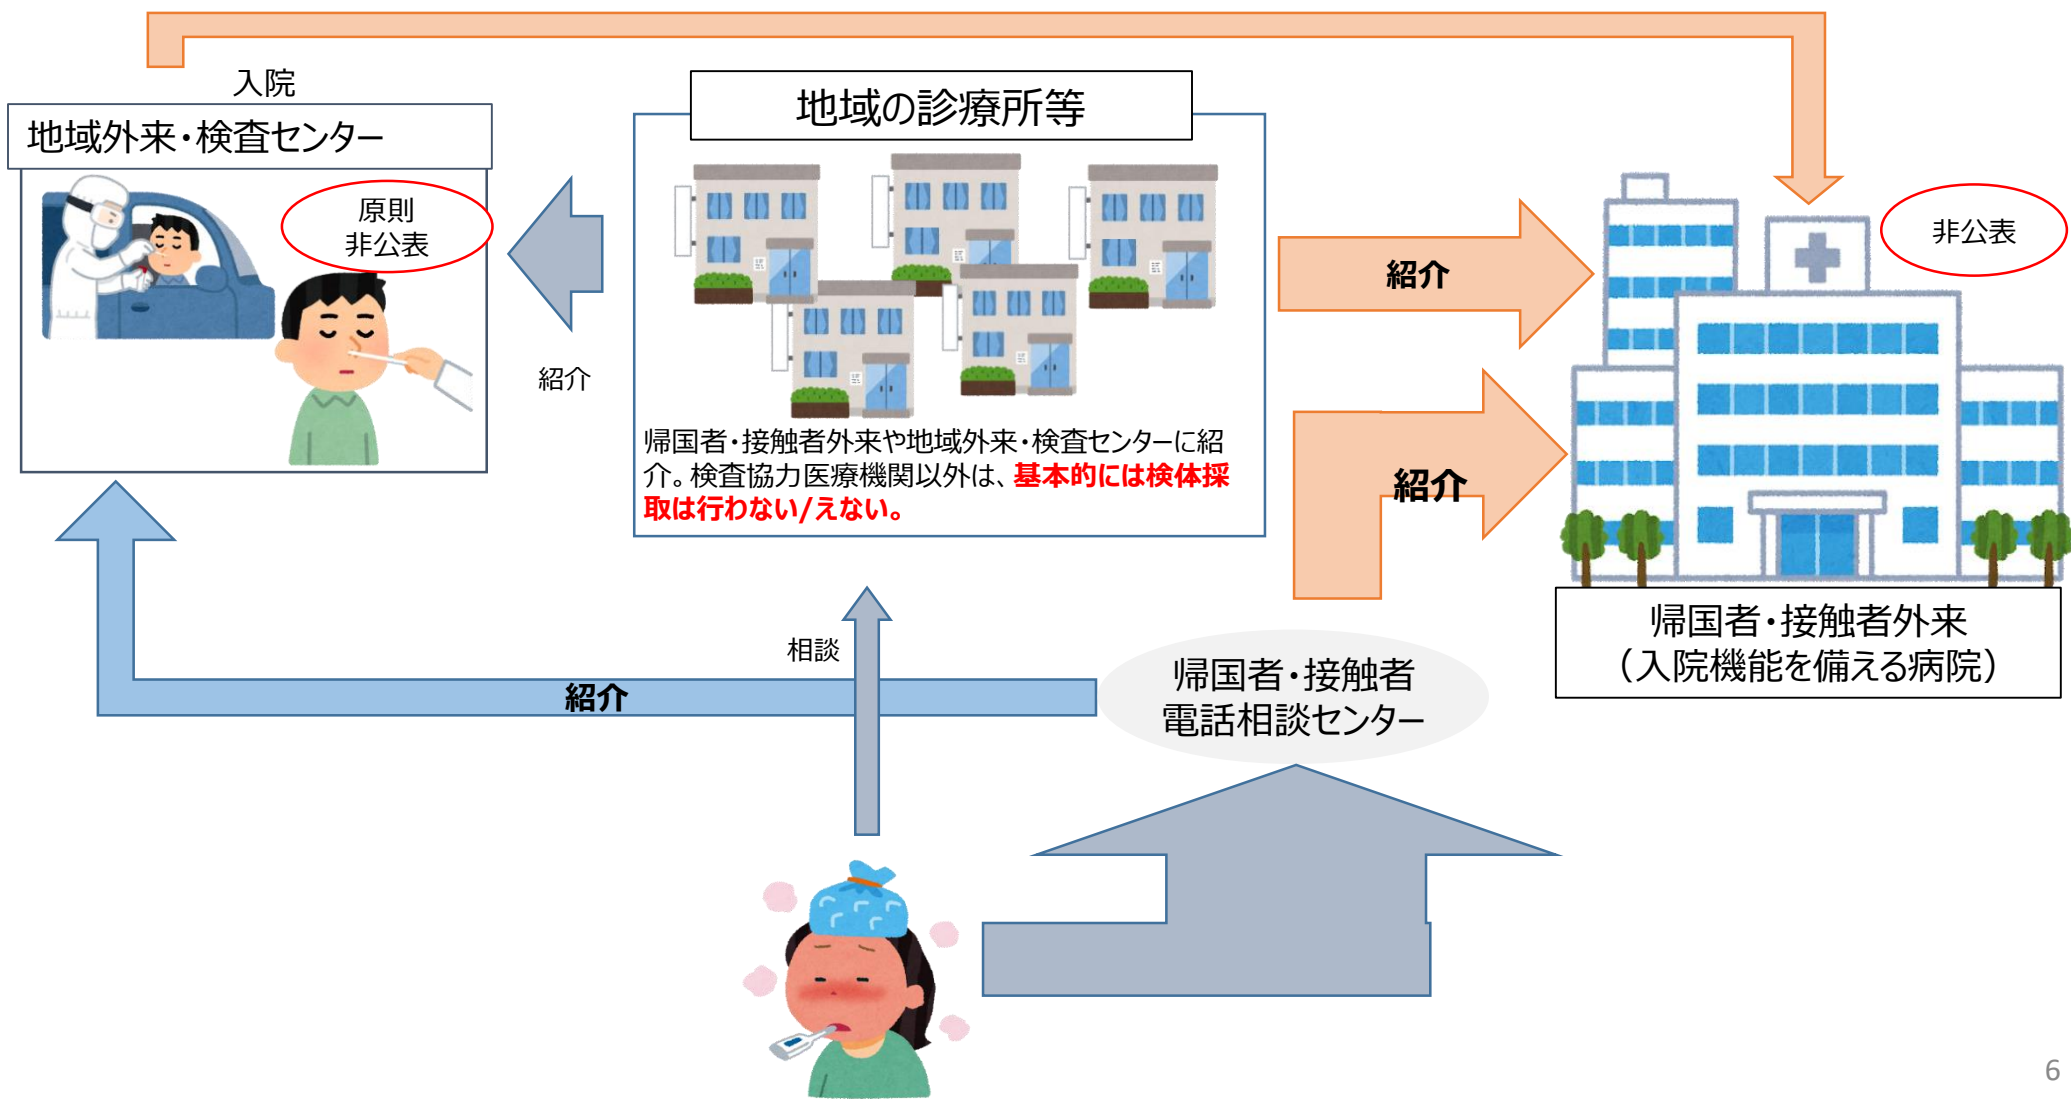 入院
地域外来・検査センター
原則
非公表
紹介
地域の診療所等
帰国者・接触者外来や地域外来・検査センターに紹
介。検査協力医療機関以外は、基本的には検体採
取は行わない/えない。
紹介
非公表
紹介
帰国者・接触者外来
（入院機能を備える病院）
相談
紹介
帰国者・接触者
電話相談センター
6